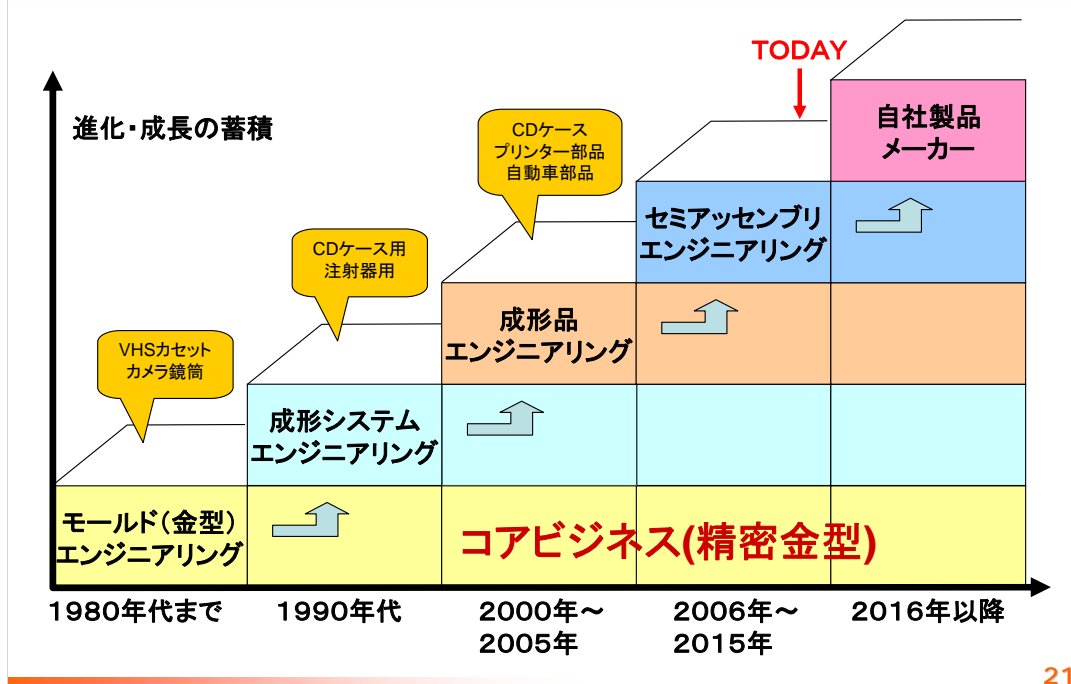 TODAY
進化・成長の蓄積
自社製品
メーカー
CDケース
プリンター部品
自動車部品
セミアッセンブリ
エンジニアリング
CDケース用
注射器用
成形品
エンジニアリング
VHSカセット
カメラ鏡筒
成形システム
エンジニアリング
モールド(金型)
エンジニアリング
コアビジネス(精密金型)
1980年代まで
1990年代
2000年~
2005年
2006年~
2015年
2016年以降
21